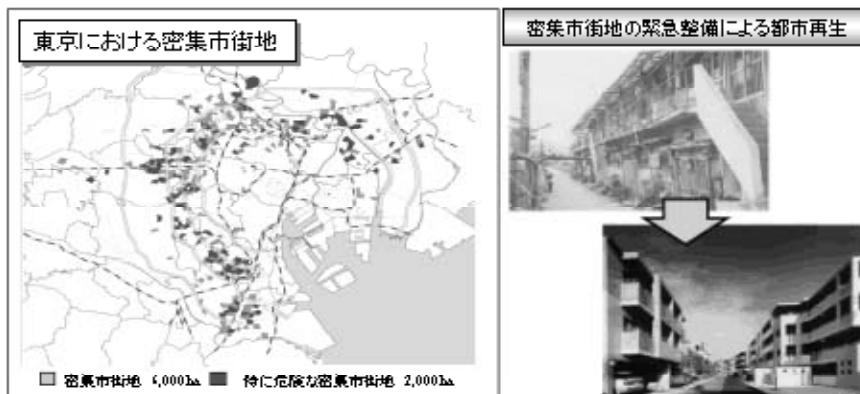 東京における密集市街地
密集市街地 6,000ha 特に危険な密集市街地 2,000ha
密集市街地の緊急整備による都市再生